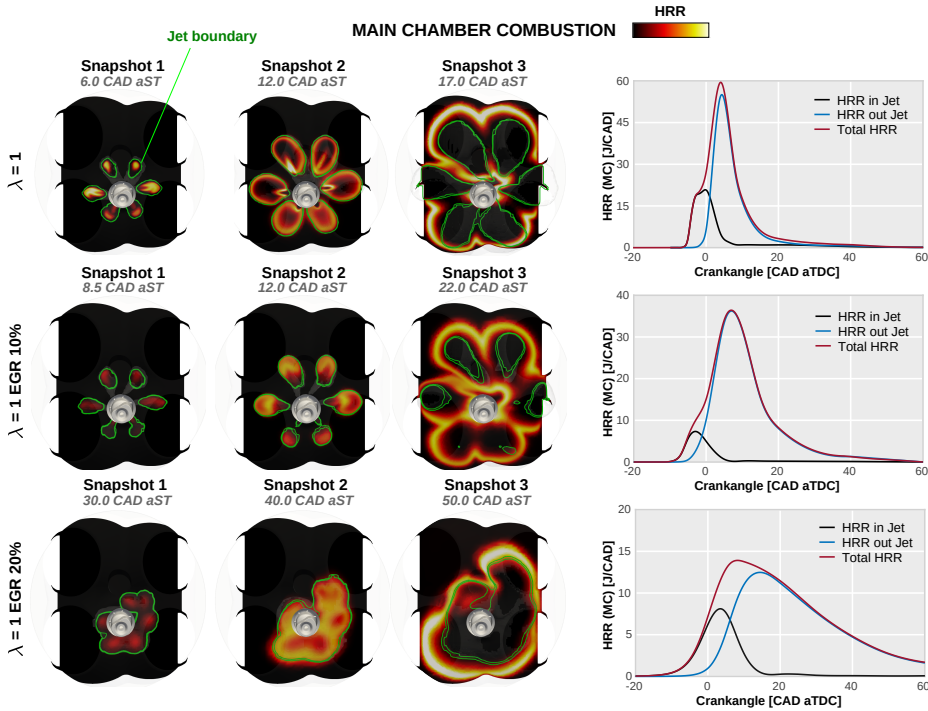 HRR
MAIN CHAMBER COMBUSTION
Jet boundary
Snapshot 1
6.0 CAD aST
Snapshot 2
12.0 CAD aST
Snapshot 3
17.0 CAD aST
λ = 1
HRR (MC) [J/CAD]
60
45
30
15
0
HRR in Jet
HRR out Jet
Total HRR
-20 0 20 40 60
Crankangle [CAD aTDC]
Snapshot 1
8.5 CAD aST
Snapshot 2
12.0 CAD aST
Snapshot 3
22.0 CAD aST
λ = 1 EGR 10%
HRR (MC) [J/CAD]
40
30
20
10
0
HRR in Jet
HRR out Jet
Total HRR
-20 0 20 40 60
Crankangle [CAD aTDC]
Snapshot 1
30.0 CAD aST
Snapshot 2
40.0 CAD aST
Snapshot 3
50.0 CAD aST
λ = 1 EGR 20%
HRR (MC) [J/CAD]
20
15
10
5
0
HRR in Jet
HRR out Jet
Total HRR
-20 0 20 40 60
Crankangle [CAD aTDC]